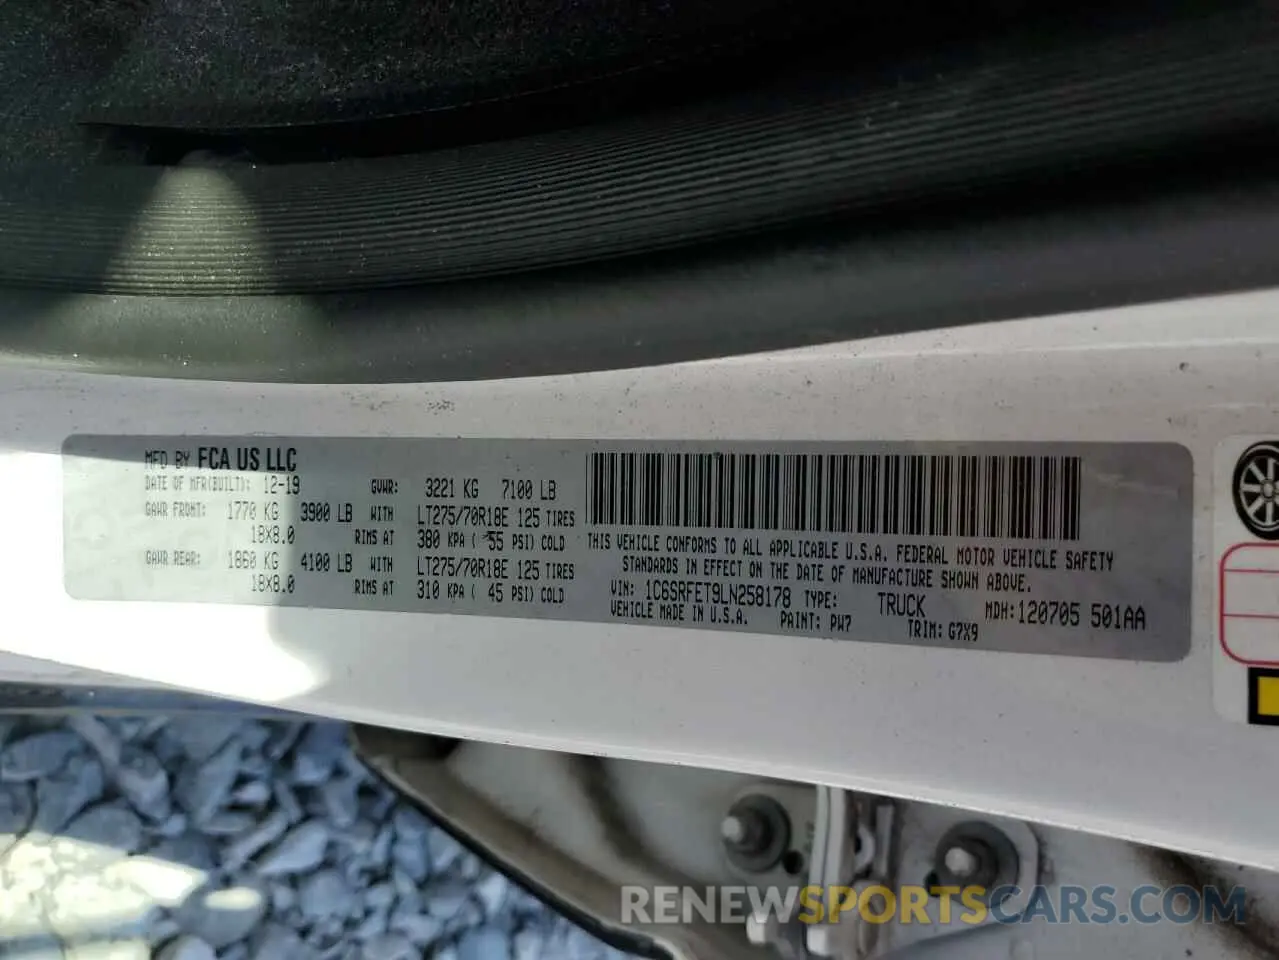 MFD BY FCA US LLC
DATE OF MFR(BUILT): 12-19 GVWR: 3221 KG 7100 LB
GAWR FRONT: 1770 KG 3900 LB WITH LT275/70R18E 125 TIRES
18X8.0 RIMS AT 380 KPA ( 55 PSI) COLD
GAWR REAR: 1860 KG 4100 LB WITH LT275/70R18E 125 TIRES
18X8.0 RIMS AT 310 KPA ( 45 PSI) COLD
THIS VEHICLE CONFORMS TO ALL APPLICABLE U.S.A. FEDERAL MOTOR VEHICLE SAFETY
STANDARDS IN EFFECT ON THE DATE OF MANUFACTURE SHOWN ABOVE.
VIN: 1C6SRFET9LN258178 TYPE: TRUCK MDH:120705 501AA
VEHICLE MADE IN U.S.A. PAINT: PW7 TRIM: G7X9
RENEWSPORTSCARS.COM